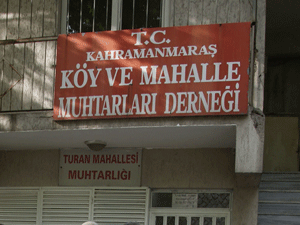 T.C.
KAHRAMANMARAŞ
KÖY VE MAHALLE
MUHTARLARI DERNEĞİ
TURAN MAHALLESİ
MUHTARLIĞI